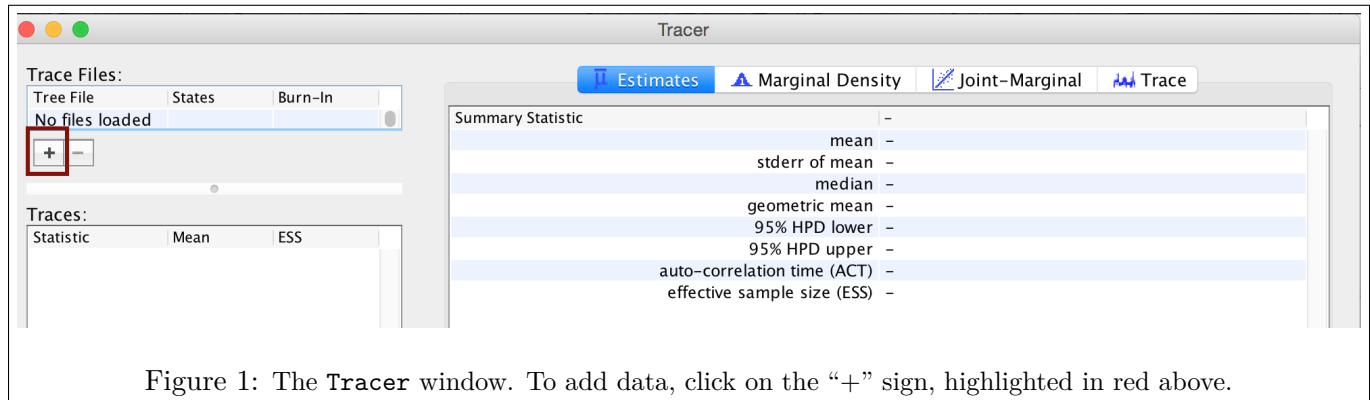 Tracer
Trace Files:
Tree File States Burn-In
No files loaded
+ -
Traces:
Statistic Mean ESS
μ Estimates Marginal Density Joint-Marginal Trace
Summary Statistic -
mean -
stderr of mean -
median -
geometric mean -
95% HPD lower -
95% HPD upper -
auto-correlation time (ACT) -
effective sample size (ESS) -
Figure 1: The Tracer window. To add data, click on the “+” sign, highlighted in red above.